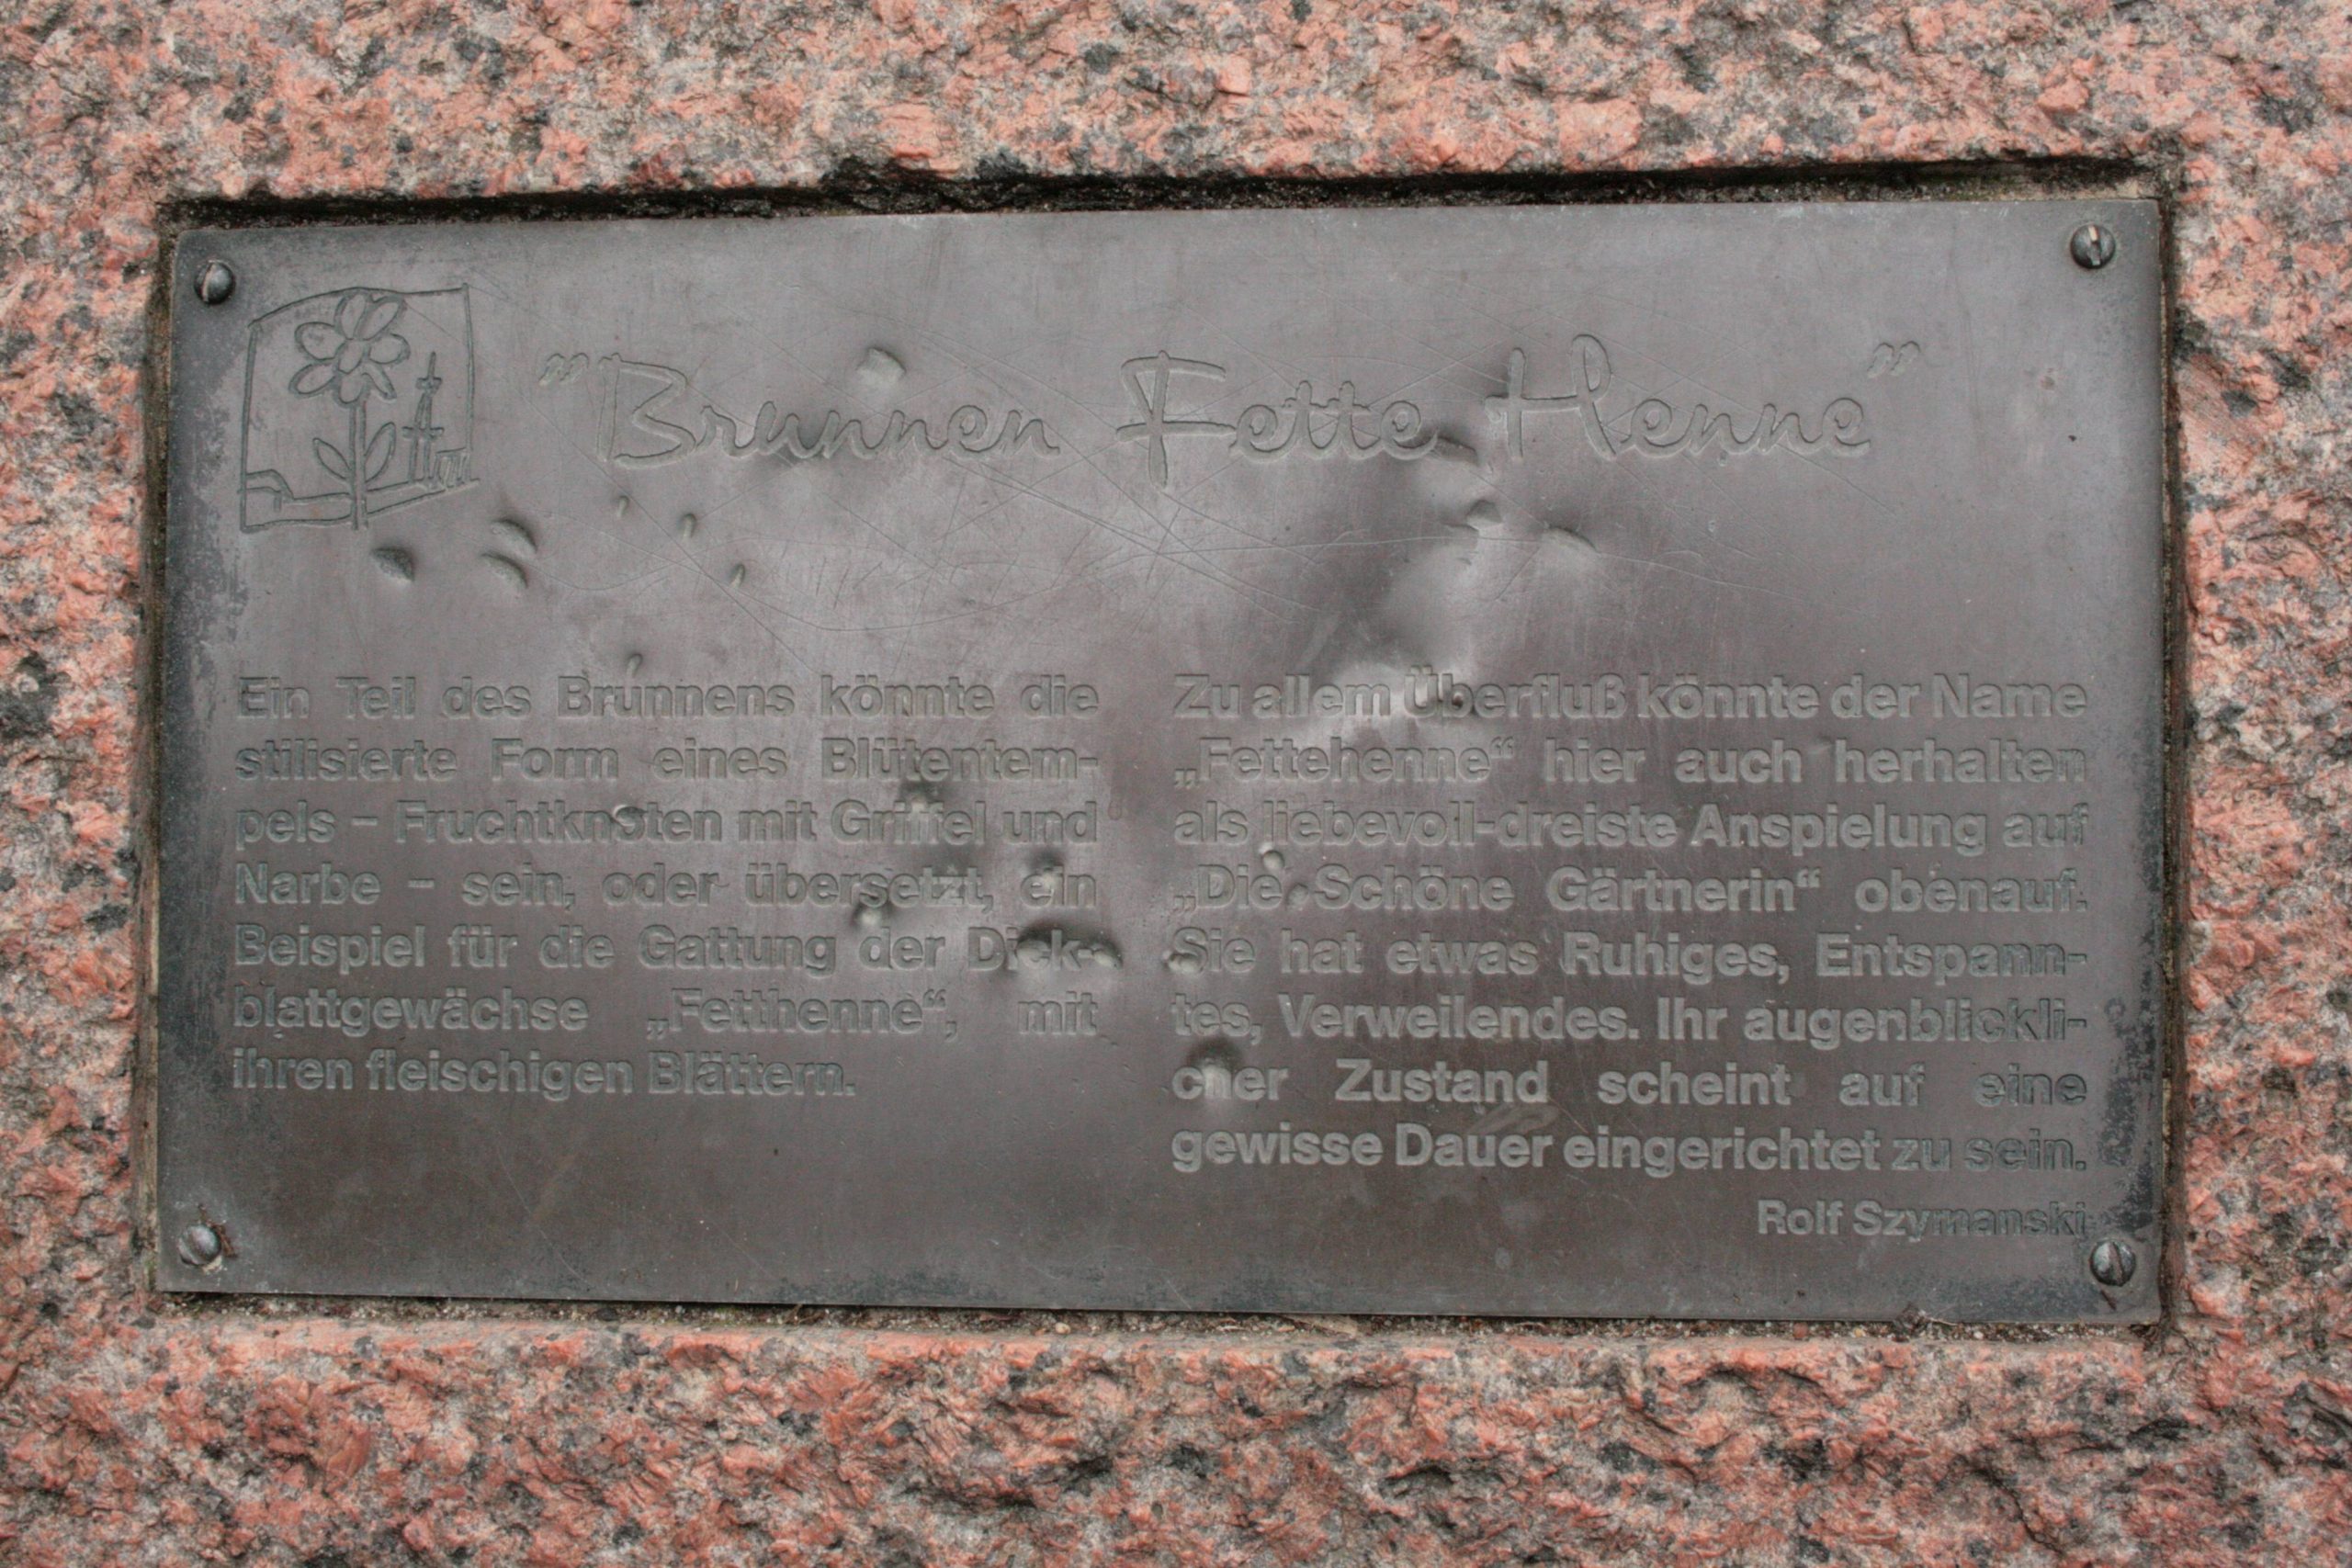 "Brunnen Fette Henne"
Ein Teil des Brunnens könnte die
stilisierte Form eines Blütentem-
pels – Fruchtknoten mit Griffel und
Narbe – sein, oder übersetzt, ein
Beispiel für die Gattung der Dick-
blattgewächse „Fetthenne“, mit
ihren fleischigen Blättern.
Zu allem Überfluß könnte der Name
„Fettehenne“ hier auch herhalten
als liebevoll-dreiste Anspielung auf
„Die Schöne Gärtnerin“ obenauf.
Sie hat etwas Ruhiges, Entspann-
tes, Verweilendes. Ihr augenblickli-
cher Zustand scheint auf eine
gewisse Dauer eingerichtet zu sein.
Rolf Szymanski